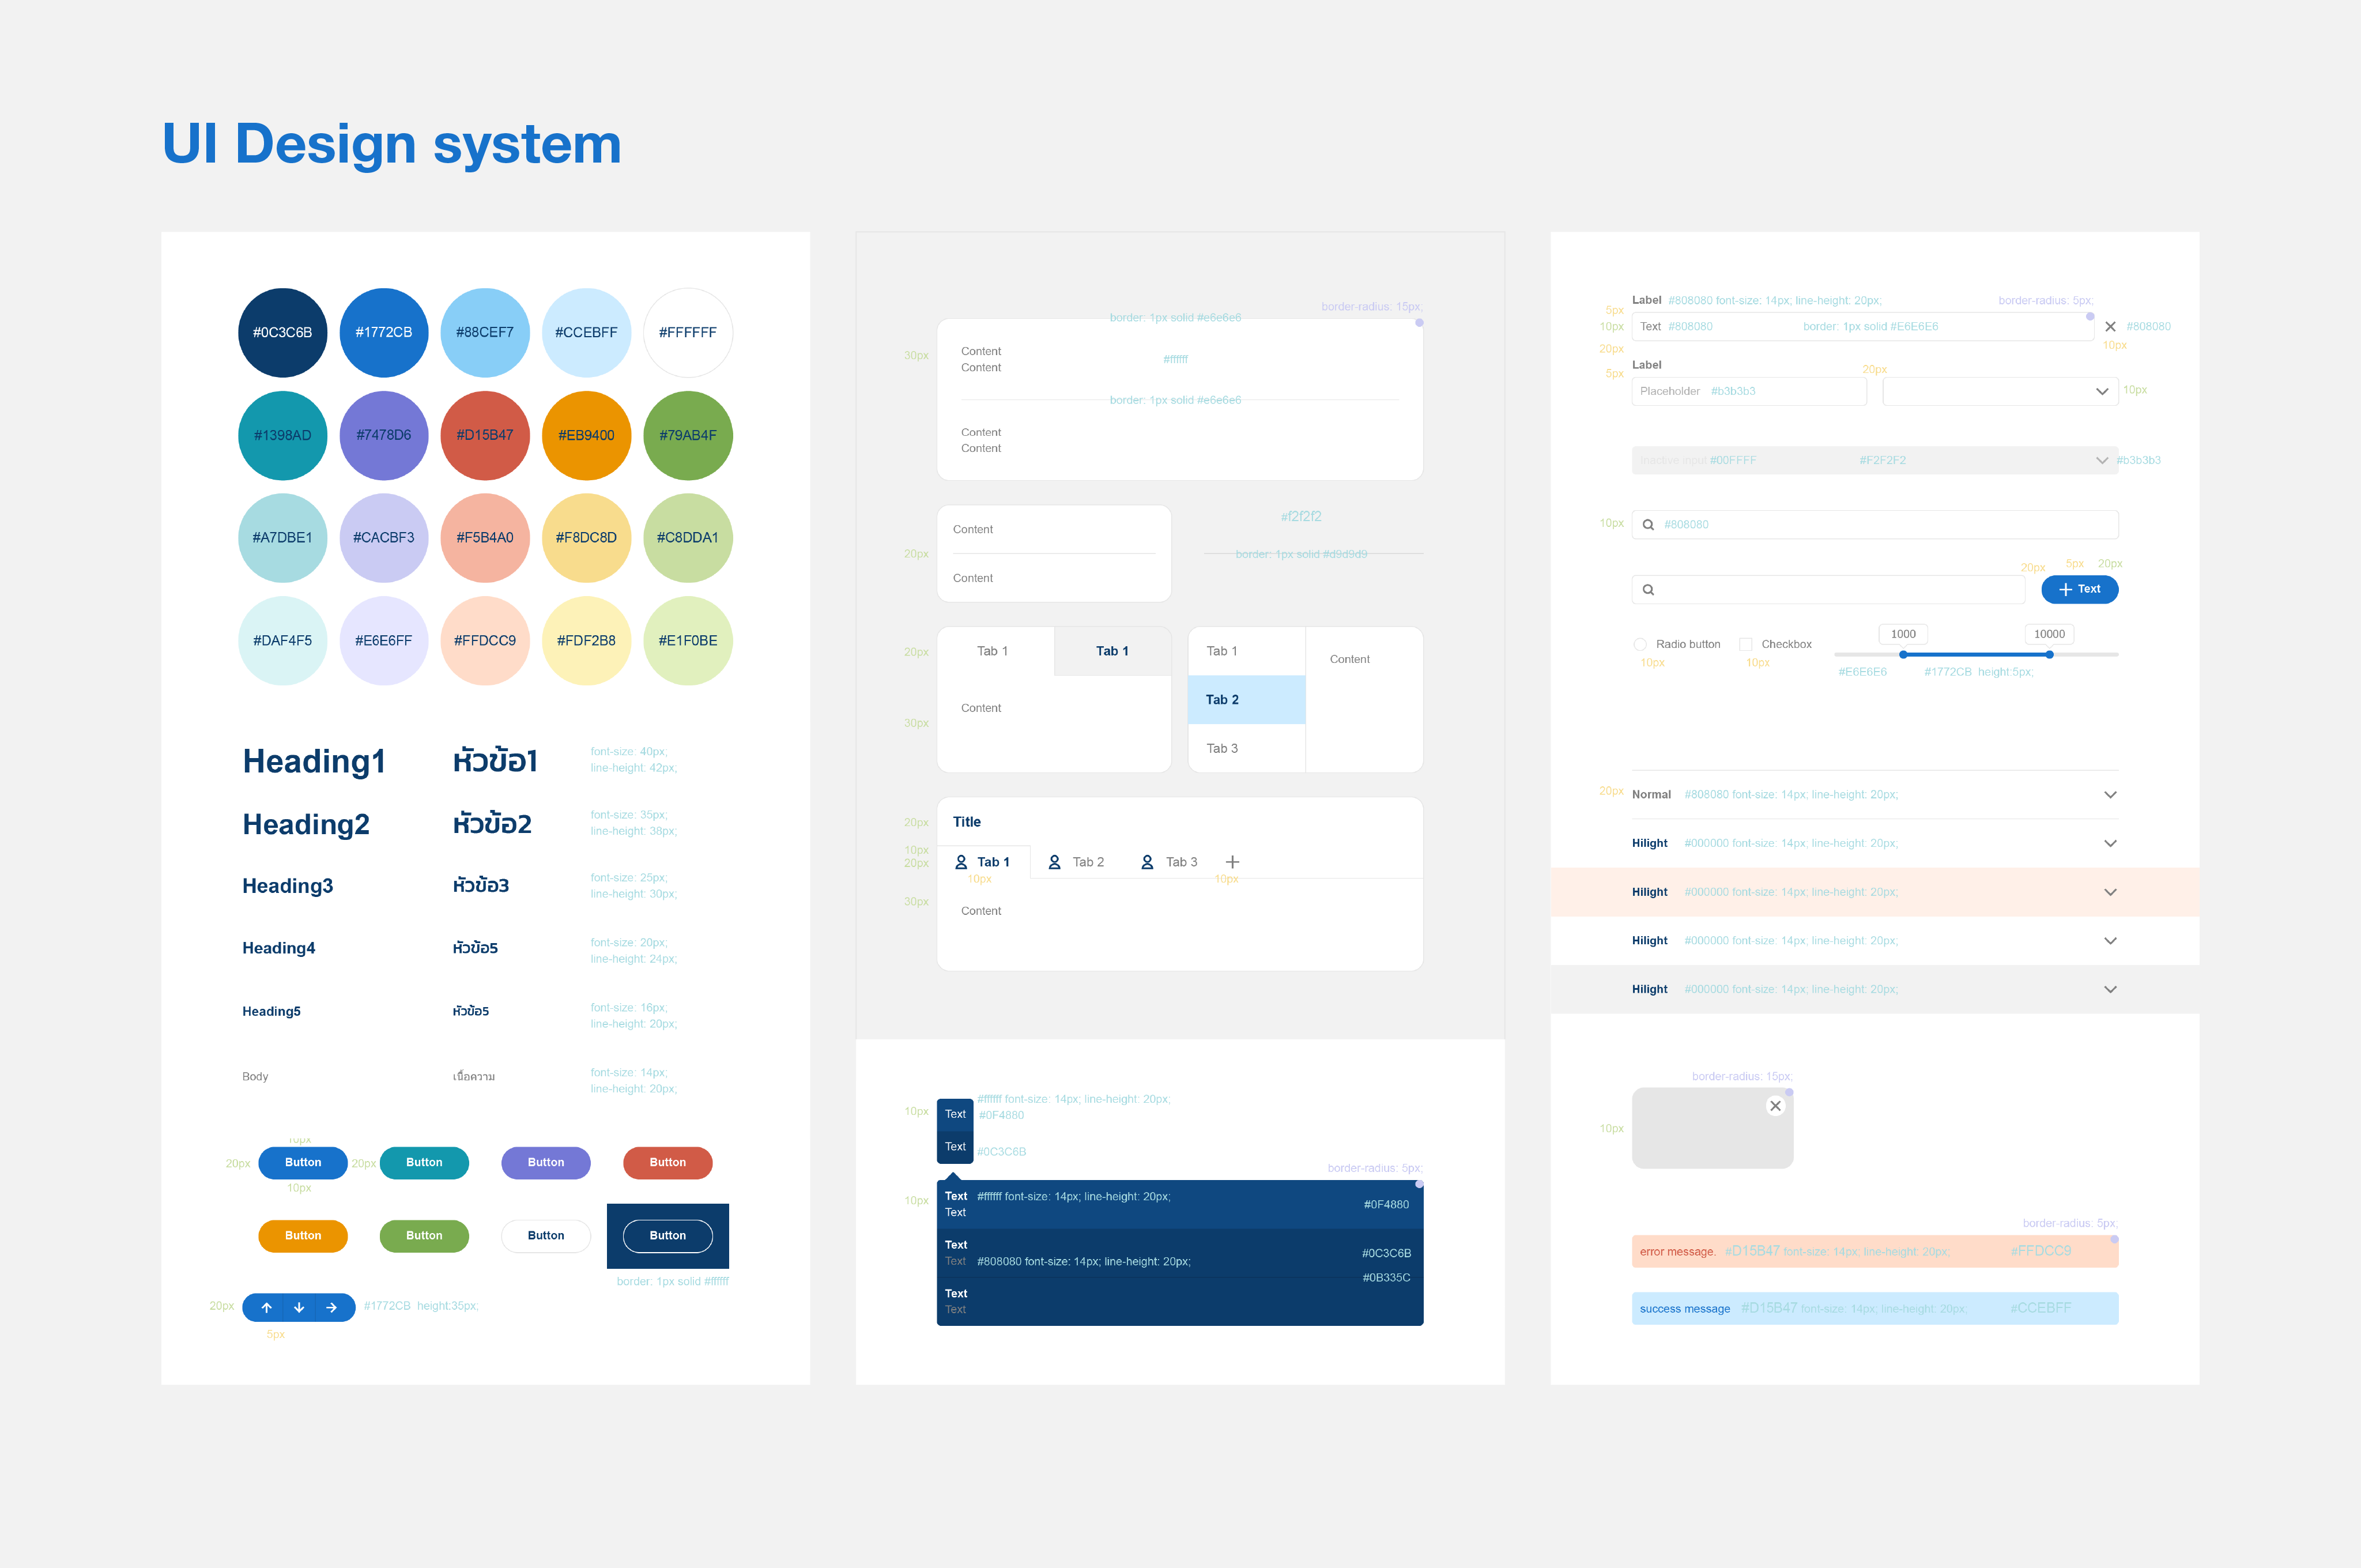 UI Design system
#0C3C6B
#1772CB
#88CEF7
#CCEBFF
#FFFFFF
#1398AD
#7478D6
#D15B47
#EB9400
#79AB4F
#A7DBE1
#CACBF3
#F5B4A0
#F8DC8D
#C8DDA1
#DAF4F5
#E6E6FF
#FFDCC9
#FDF2B8
#E1F0BE
Heading1
หัวข้อ1
font-size: 40px;
line-height: 42px;
Heading2
หัวข้อ2
font-size: 35px;
line-height: 38px;
Heading3
หัวข้อ3
font-size: 25px;
line-height: 30px;
Heading4
หัวข้อ5
font-size: 20px;
line-height: 24px;
Heading5
หัวข้อ5
font-size: 16px;
line-height: 20px;
Body
เนื้อความ
font-size: 14px;
line-height: 20px;
10px
20px
Button
20px
Button
Button
Button
10px
Button
Button
Button
Button
border: 1px solid #ffffff
20px
#1772CB height:35px;
5px
border-radius: 15px;
border: 1px solid #e6e6e6
30px
Content
Content
#ffffff
border: 1px solid #e6e6e6
Content
Content
Content
#f2f2f2
20px
border: 1px solid #d9d9d9
Content
20px
Tab 1
Tab 1
Content
30px
Tab 1
Content
Tab 2
Tab 3
20px
Title
10px
20px
Tab 1
Tab 2
Tab 3
10px
10px
30px
Content
10px
Text
#ffffff font-size: 14px; line-height: 20px;
#0F4880
Text
#0C3C6B
border-radius: 5px;
10px
Text
#ffffff font-size: 14px; line-height: 20px;
Text
#0F4880
Text
Text
#808080 font-size: 14px; line-height: 20px;
#0C3C6B
#0B335C
Text
Text
Label
#808080 font-size: 14px; line-height: 20px;
border-radius: 5px;
5px
10px
Text
#808080
border: 1px solid #E6E6E6
#808080
20px
10px
Label
5px
20px
Placeholder
#b3b3b3
10px
Inactive input
#00FFFF
#F2F2F2
#b3b3b3
10px
#808080
20px
5px
20px
Text
Radio button
Checkbox
10px
10px
1000
10000
#E6E6E6
#1772CB height:5px;
20px
Normal
#808080 font-size: 14px; line-height: 20px;
Hilight
#000000 font-size: 14px; line-height: 20px;
Hilight
#000000 font-size: 14px; line-height: 20px;
Hilight
#000000 font-size: 14px; line-height: 20px;
Hilight
#000000 font-size: 14px; line-height: 20px;
border-radius: 15px;
10px
border-radius: 5px;
error message.
#D15B47 font-size: 14px; line-height: 20px;
#FFDCC9
success message
#D15B47 font-size: 14px; line-height: 20px;
#CCEBFF